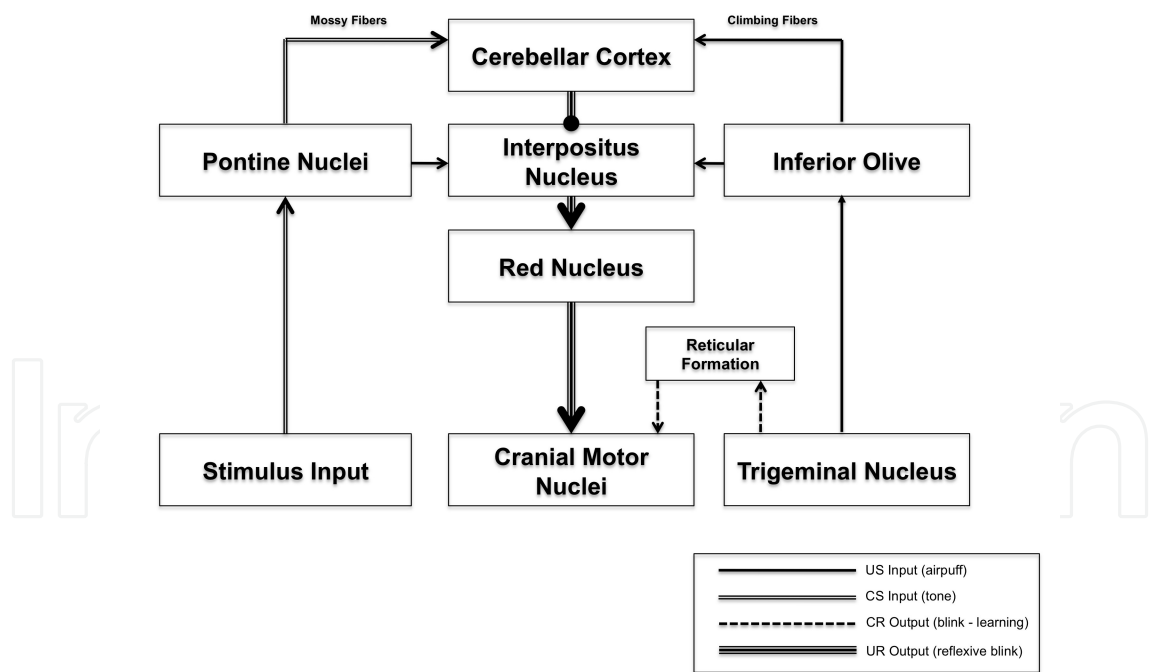 Mossy Fibers
Climbing Fibers
Cerebellar Cortex
Pontine Nuclei
Interpositus
Nucleus
Inferior Olive
Red Nucleus
Reticular
Formation
Stimulus Input
Cranial Motor
Nuclei
Trigeminal Nucleus
US Input (airpuff)
CS Input (tone)
CR Output (blink - learning)
UR Output (reflexive blink)